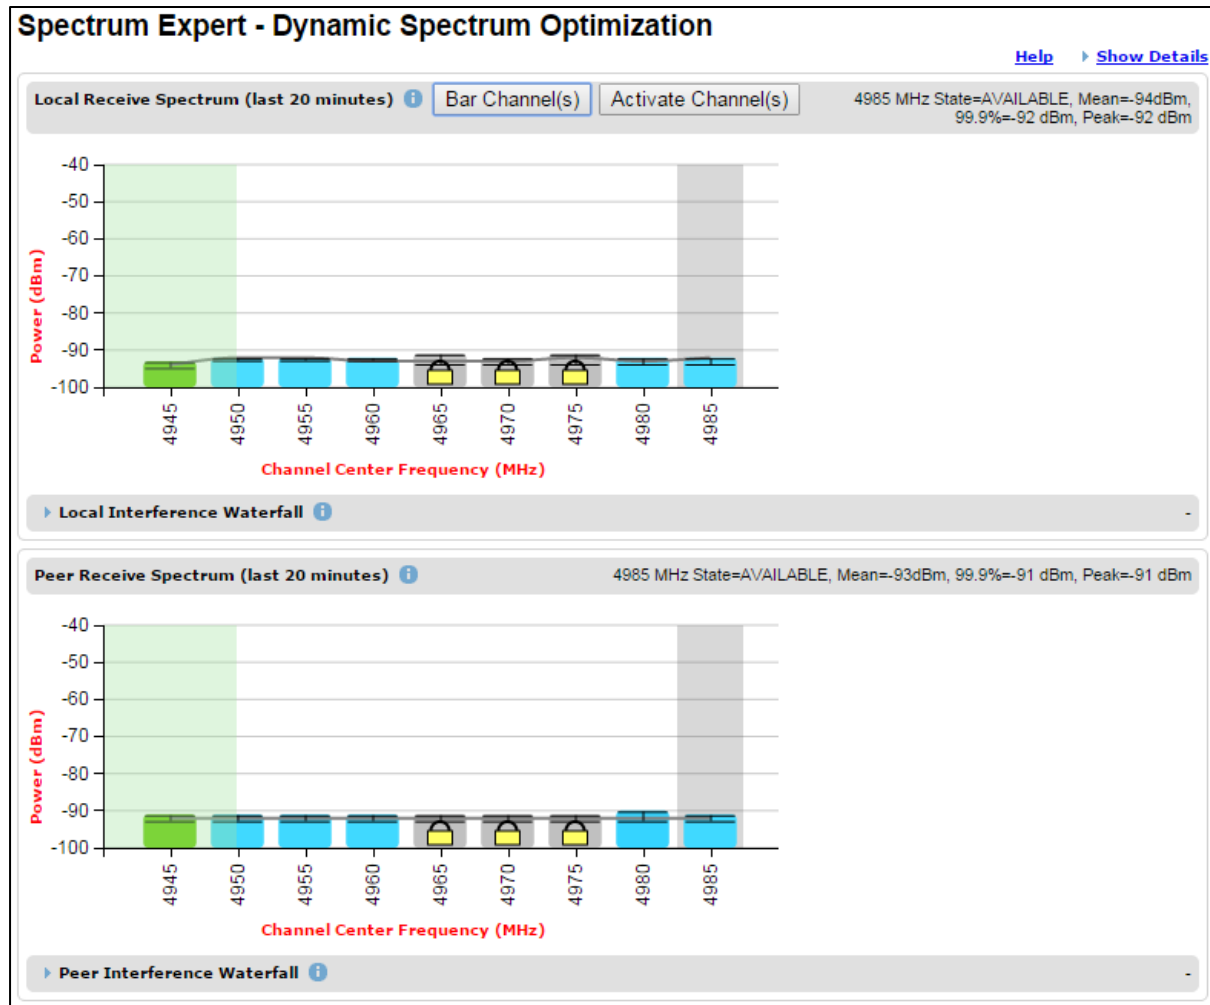 Spectrum Expert - Dynamic Spectrum Optimization
Help Show Details
Local Receive Spectrum (last 20 minutes) i Bar Channel(s) Activate Channel(s) 4985 MHz State=AVAILABLE, Mean=-94dBm,
99.9%=-92 dBm, Peak=-92 dBm
-40
-50
-60
-70
-80
-90
-100
Power (dBm)
4945 4950 4955 4960 4965 4970 4975 4980 4985
Channel Center Frequency (MHz)
Local Interference Waterfall i -
Peer Receive Spectrum (last 20 minutes) i 4985 MHz State=AVAILABLE, Mean=-93dBm, 99.9%=-91 dBm, Peak=-91 dBm
-40
-50
-60
-70
-80
-90
-100
Power (dBm)
4945 4950 4955 4960 4965 4970 4975 4980 4985
Channel Center Frequency (MHz)
Peer Interference Waterfall i -